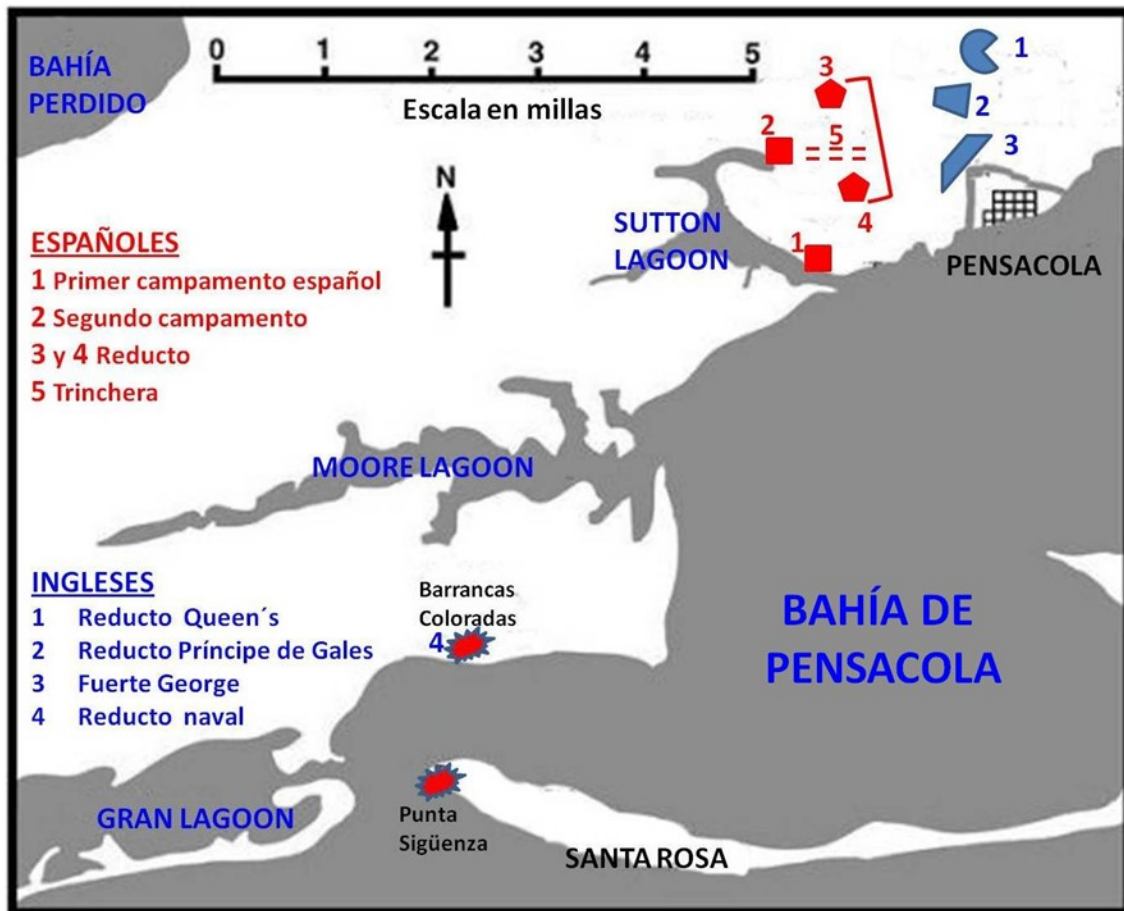 BAHÍA
PERDIDO
0 1 2 3 4 5
Escala en millas
N
3
2
5
4
1
1
2
3
SUTTON
LAGOON
PENSACOLA
ESPAÑOLES
1 Primer campamento español
2 Segundo campamento
3 y 4 Reducto
5 Trinchera
MOORE LAGOON
INGLESES
1 Reducto Queen´s
2 Reducto Príncipe de Gales
3 Fuerte George
4 Reducto naval
Barrancas
Coloradas
4
BAHÍA DE
PENSACOLA
GRAN LAGOON
Punta
Sigüenza
SANTA ROSA